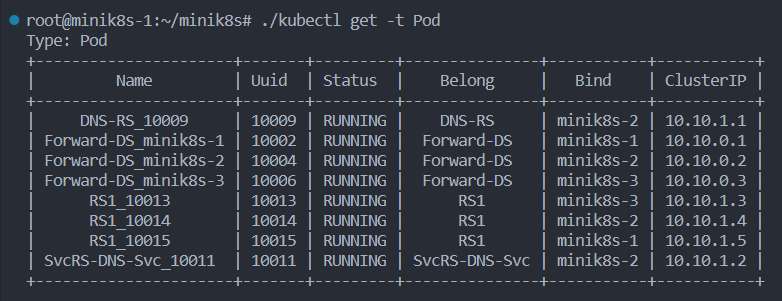 root@minik8s-1:~/minik8s# ./kubectl get -t Pod
Type: Pod
+----------------------+-------+---------+---------------+-----------+-----------+
| Name | Uuid | Status | Belong | Bind | ClusterIP |
+----------------------+-------+---------+---------------+-----------+-----------+
| DNS-RS_10009 | 10009 | RUNNING | DNS-RS | minik8s-2 | 10.10.1.1 |
| Forward-DS_minik8s-1 | 10002 | RUNNING | Forward-DS | minik8s-1 | 10.10.0.1 |
| Forward-DS_minik8s-2 | 10004 | RUNNING | Forward-DS | minik8s-2 | 10.10.0.2 |
| Forward-DS_minik8s-3 | 10006 | RUNNING | Forward-DS | minik8s-3 | 10.10.0.3 |
| RS1_10013 | 10013 | RUNNING | RS1 | minik8s-3 | 10.10.1.3 |
| RS1_10014 | 10014 | RUNNING | RS1 | minik8s-2 | 10.10.1.4 |
| RS1_10015 | 10015 | RUNNING | RS1 | minik8s-1 | 10.10.1.5 |
| SvcRS-DNS-Svc_10011 | 10011 | RUNNING | SvcRS-DNS-Svc | minik8s-2 | 10.10.1.2 |
+----------------------+-------+---------+---------------+-----------+-----------+